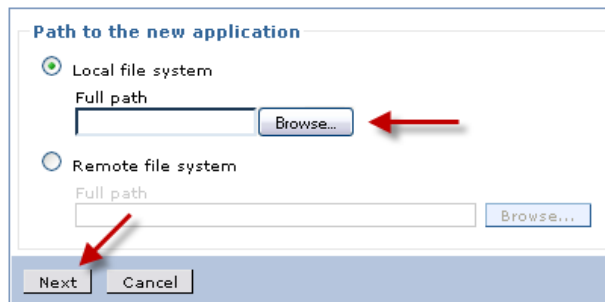 Path to the new application
Local file system
Full path
Browse...
Remote file system
Full path
Browse...
Next Cancel